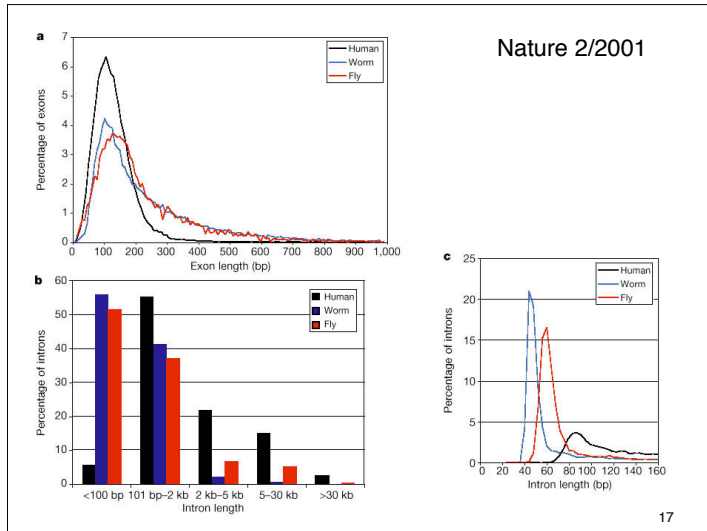 Nature 2/2001
a
Percentage of exons
7
6
5
4
3
2
1
0
Human
Worm
Fly
0 100 200 300 400 500 600 700 800 900 1,000
Exon length (bp)
b
Percentage of introns
60
50
40
30
20
10
0
Human
Worm
Fly
<100 bp 101 bp–2 kb 2 kb–5 kb 5–30 kb >30 kb
Intron length
c
Percentage of introns
25
20
15
10
5
0
Human
Worm
Fly
0 20 40 60 80 100 120 140 160
Intron length (bp)
17